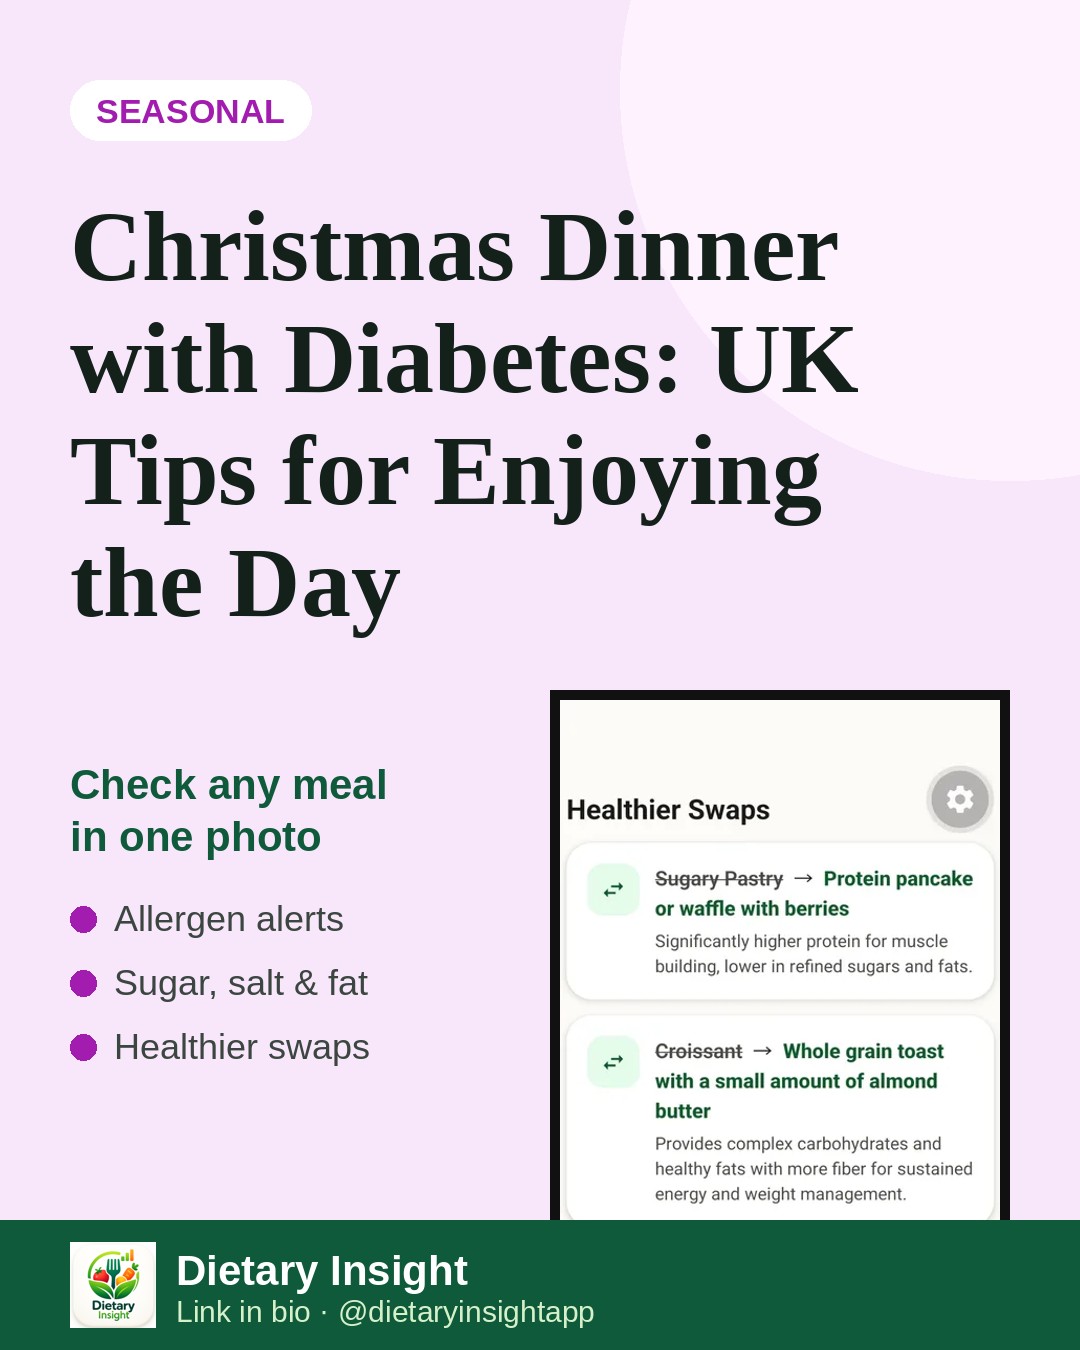 SEASONAL
Christmas Dinner
with Diabetes: UK
Tips for Enjoying
the Day
Check any meal
in one photo
Allergen alerts
Sugar, salt & fat
Healthier swaps
Healthier Swaps
Sugary Pastry → Protein pancake
or waffle with berries
Significantly higher protein for muscle
building, lower in refined sugars and fats.
Croissant → Whole grain toast
with a small amount of almond
butter
Provides complex carbohydrates and
healthy fats with more fiber for sustained
energy and weight management.
Dietary
Insight
Dietary Insight
Link in bio · @dietaryinsightapp